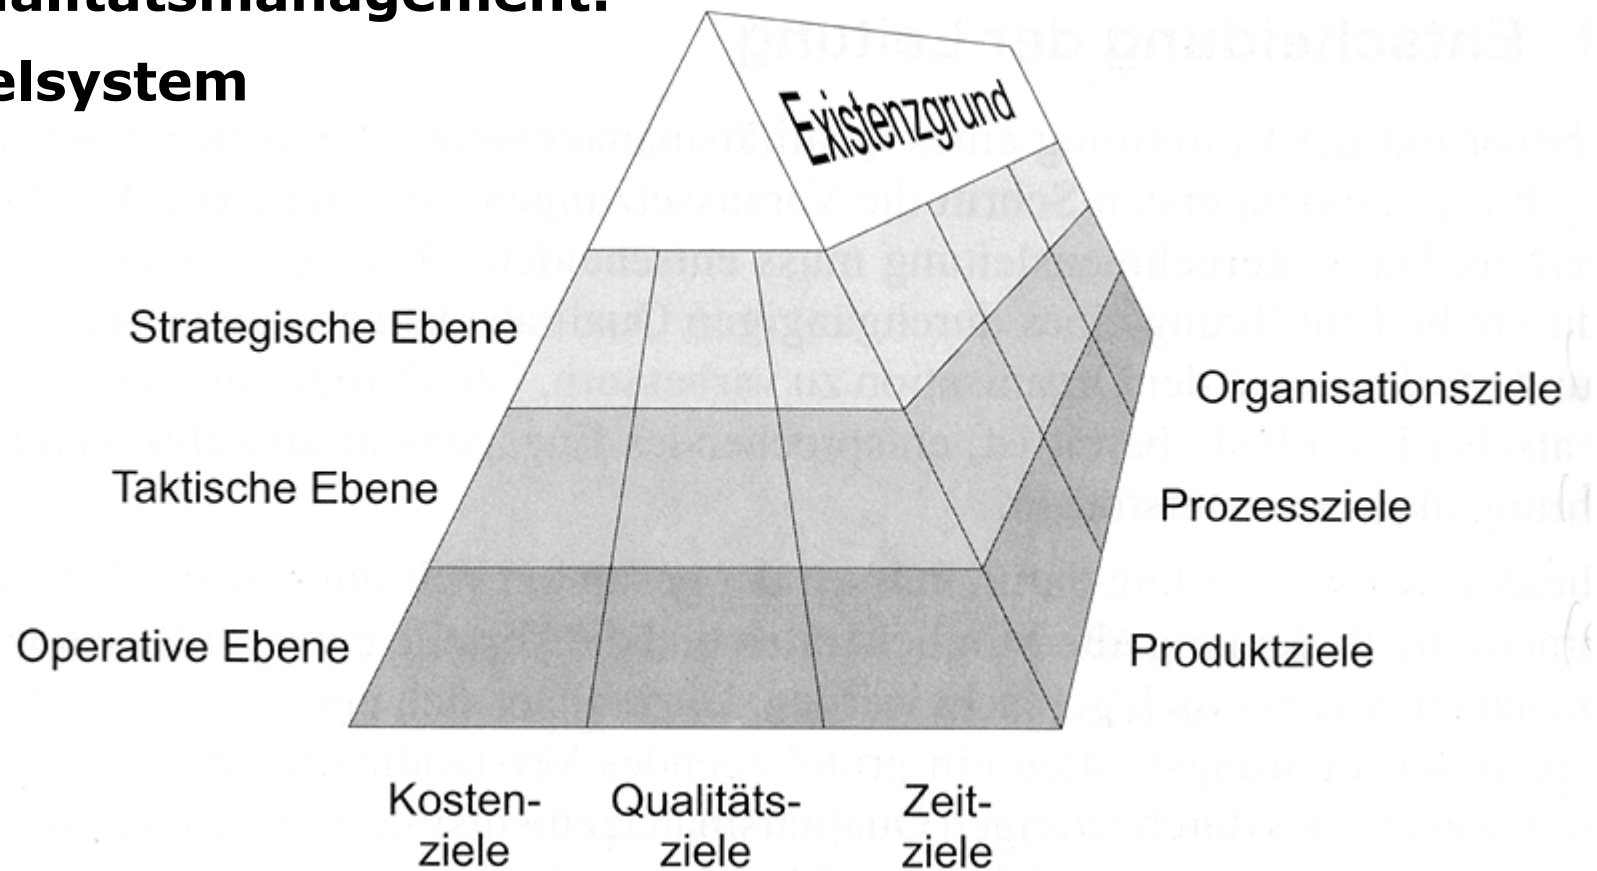 alitätsmanagement:
elsystem
Existenzgrund
Strategische Ebene
Taktische Ebene
Operative Ebene
Organisationsziele
Prozessziele
Produktziele
Kosten-
ziele
Qualitäts-
ziele
Zeit-
ziele